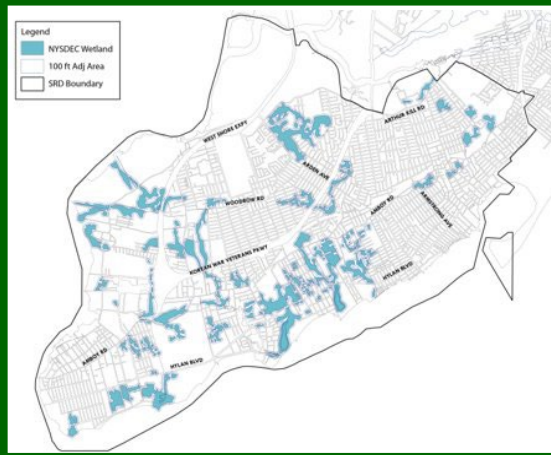 Legend
NYSDEC Wetland
100 ft Adj Area
SRD Boundary
WEST SHORE EXPY
ARTHUR KILL RD
ARDEN AVE
WOODROW RD
AMBOY RD
ARMSTRONG AVE
KOREAN WAR VETERANS PKWY
HYLAN BLVD
AMBOY RD
HYLAN BLVD